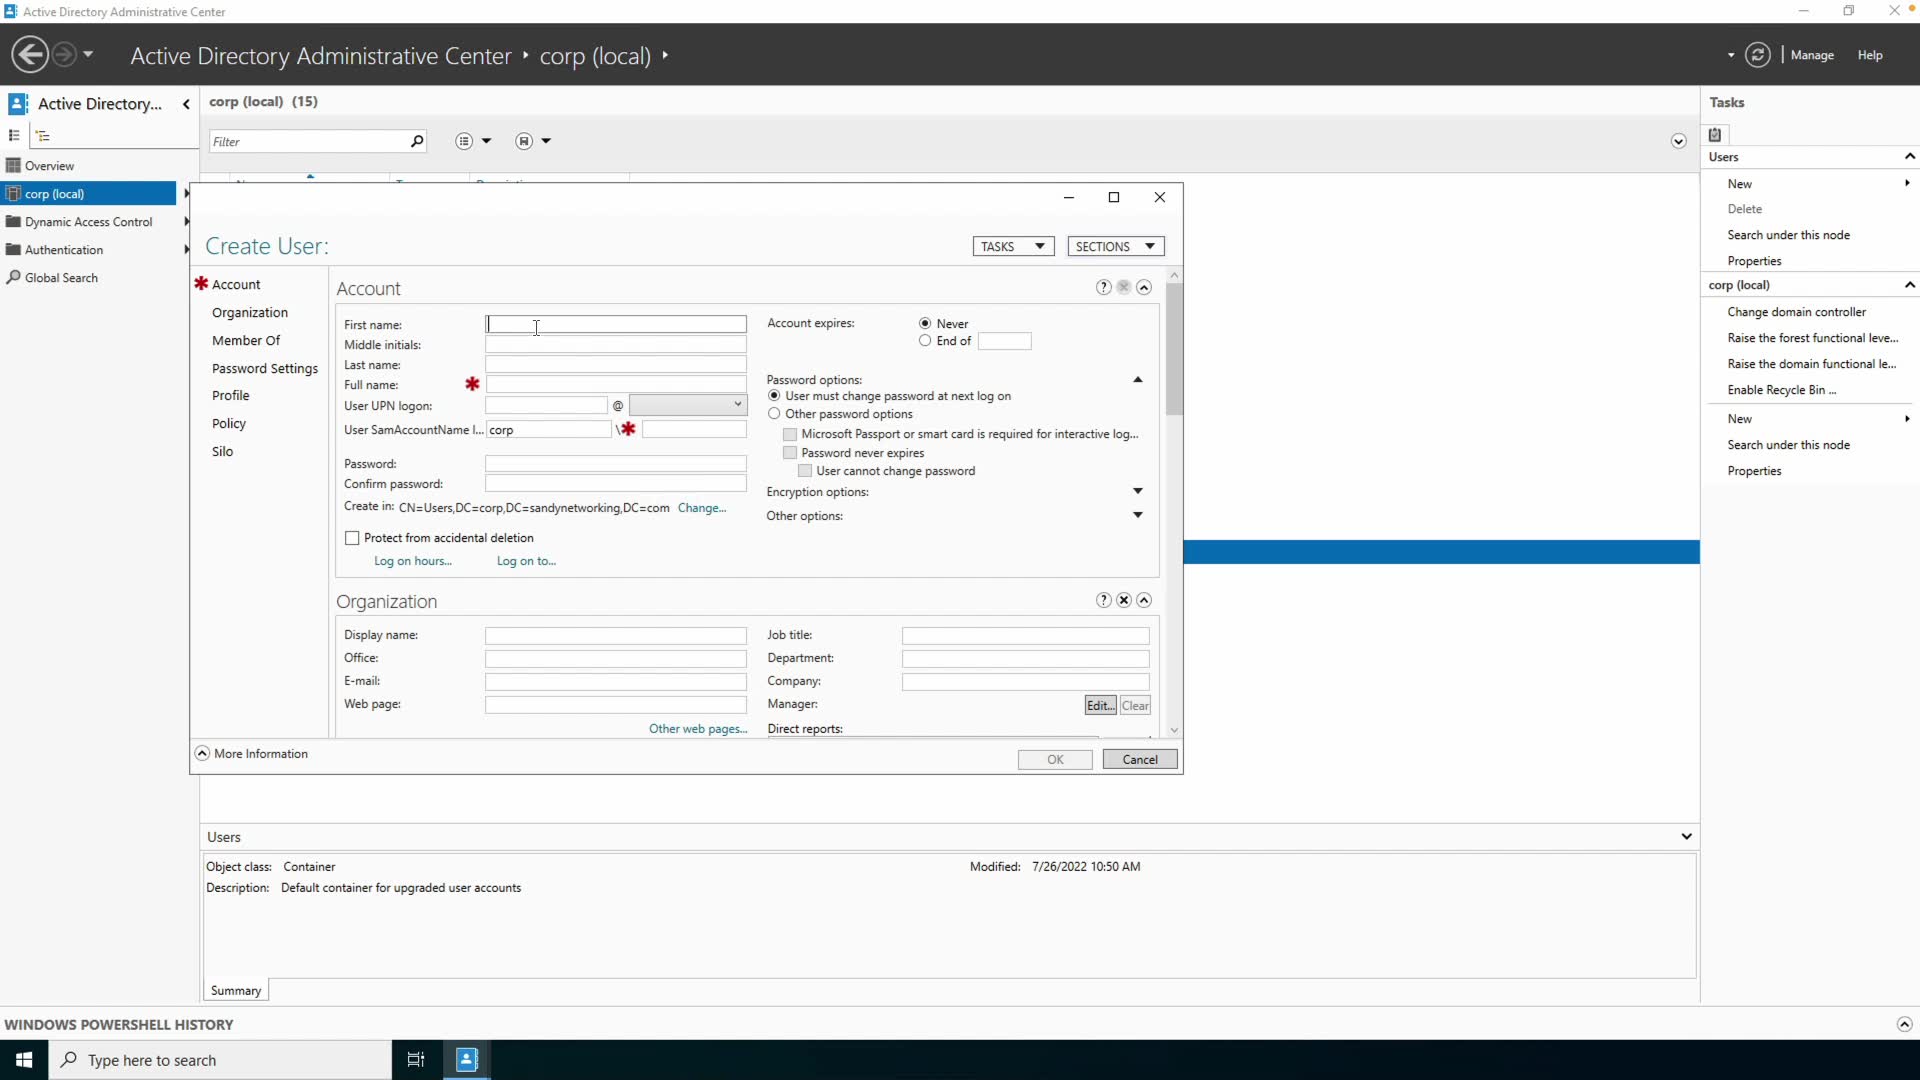 Active Directory Administrative Center
Active Directory Administrative Center ‣ corp (local) ‣
Manage
Help
Active Directory...
corp (local) (15)
Tasks
Filter
Overview
corp (local)
Dynamic Access Control
Authentication
Global Search
Users
New
Delete
Search under this node
Properties
corp (local)
Change domain controller
Raise the forest functional leve...
Raise the domain functional le...
Enable Recycle Bin ...
New
Search under this node
Properties
Create User:
TASKS
SECTIONS
Account
Organization
Member Of
Password Settings
Profile
Policy
Silo
Account
First name:
Middle initials:
Last name:
Full name:
User UPN logon: @
User SamAccountName l... corp \
Password:
Confirm password:
Create in: CN=Users,DC=corp,DC=sandynetworking,DC=com Change...
Protect from accidental deletion
Log on hours... Log on to...
Account expires:
Never
End of
Password options:
User must change password at next log on
Other password options
Microsoft Passport or smart card is required for interactive log...
Password never expires
User cannot change password
Encryption options:
Other options:
Organization
Display name:
Office:
E-mail:
Web page:
Other web pages...
Job title:
Department:
Company:
Manager:
Edit... Clear
Direct reports:
More Information
OK
Cancel
Users
Object class: Container
Modified: 7/26/2022 10:50 AM
Description: Default container for upgraded user accounts
Summary
WINDOWS POWERSHELL HISTORY
Type here to search